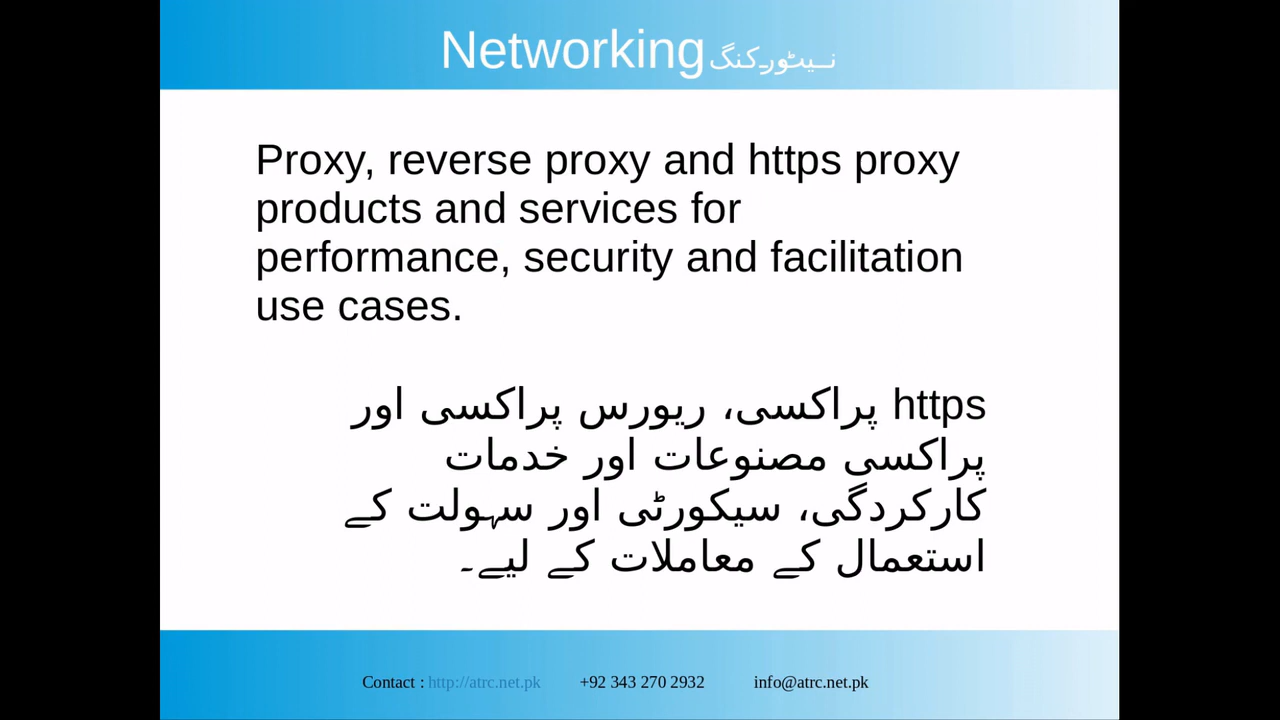 Networking نیٹورکنگ
Proxy, reverse proxy and https proxy
products and services for
performance, security and facilitation
use cases.
https پراکسی، ریورس پراکسی اور
پراکسی مصنوعات اور خدمات
کارکردگی، سیکورٹی اور سہولت کے
استعمال کے معاملات کے لیے۔
Contact : http://atrc.net.pk +92 343 270 2932 info@atrc.net.pk